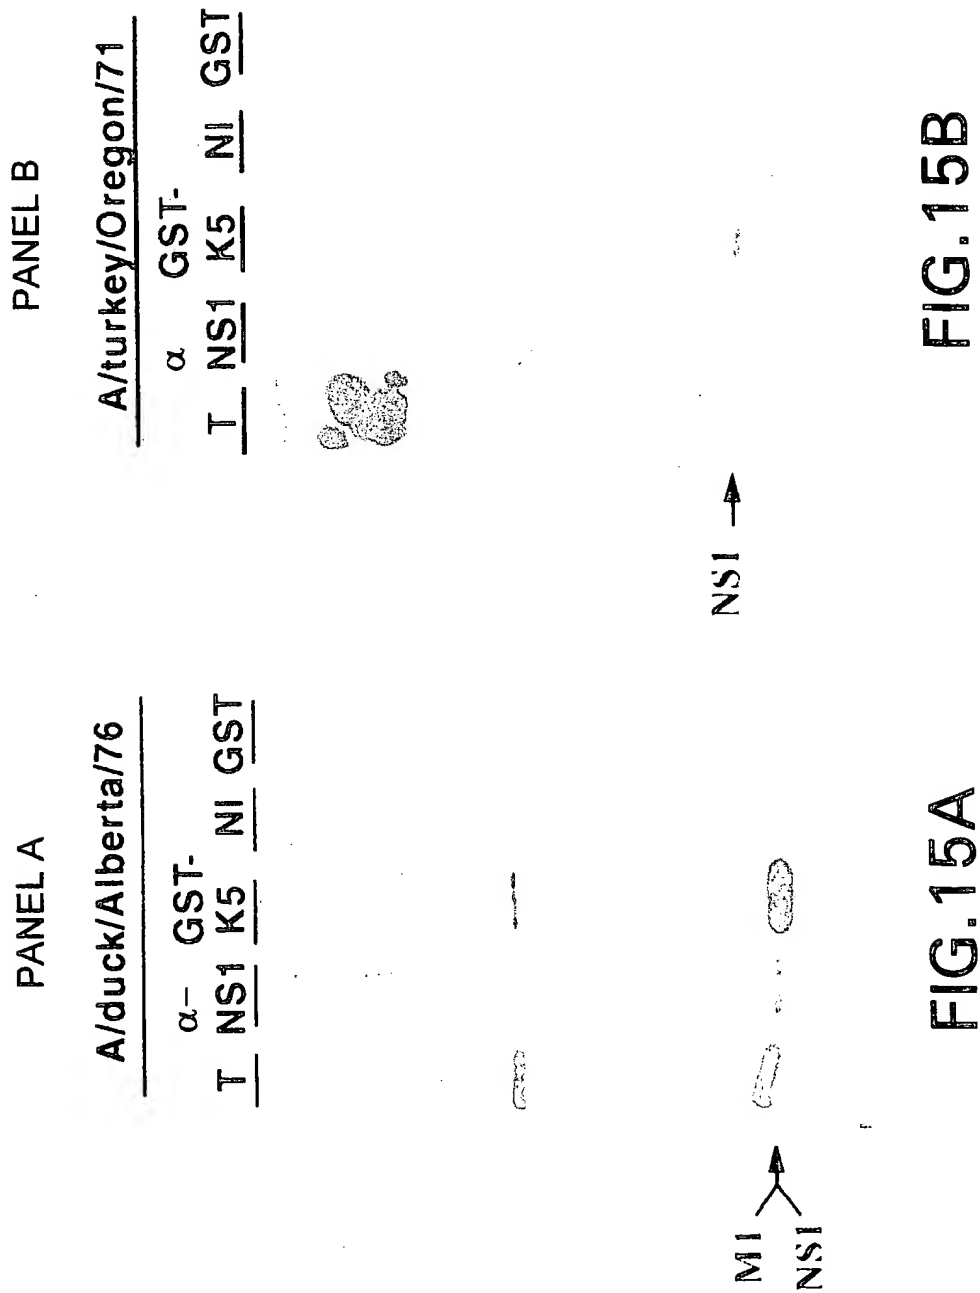 PANEL A
A/duck/Alberta/76
α– GST-
T NS1 K5 NI GST
M1
NS1
FIG.15A
PANEL B
A/turkey/Oregon/71
α GST-
T NS1 K5 NI GST
NS1
FIG.15B